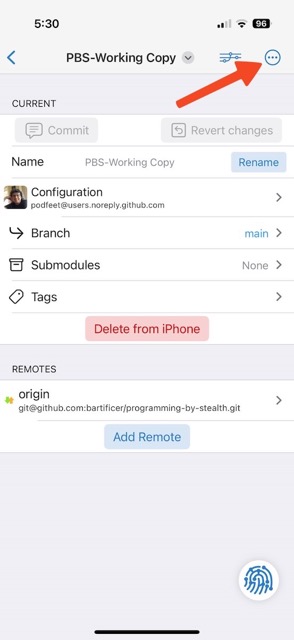 5:30
96
PBS-Working Copy
CURRENT
Commit
Revert changes
Name
PBS-Working Copy
Rename
Configuration
podfeet@users.noreply.github.com
Branch
main
Submodules
None
Tags
Delete from iPhone
REMOTES
origin
git@github.com:bartificer/programming-by-stealth.git
Add Remote